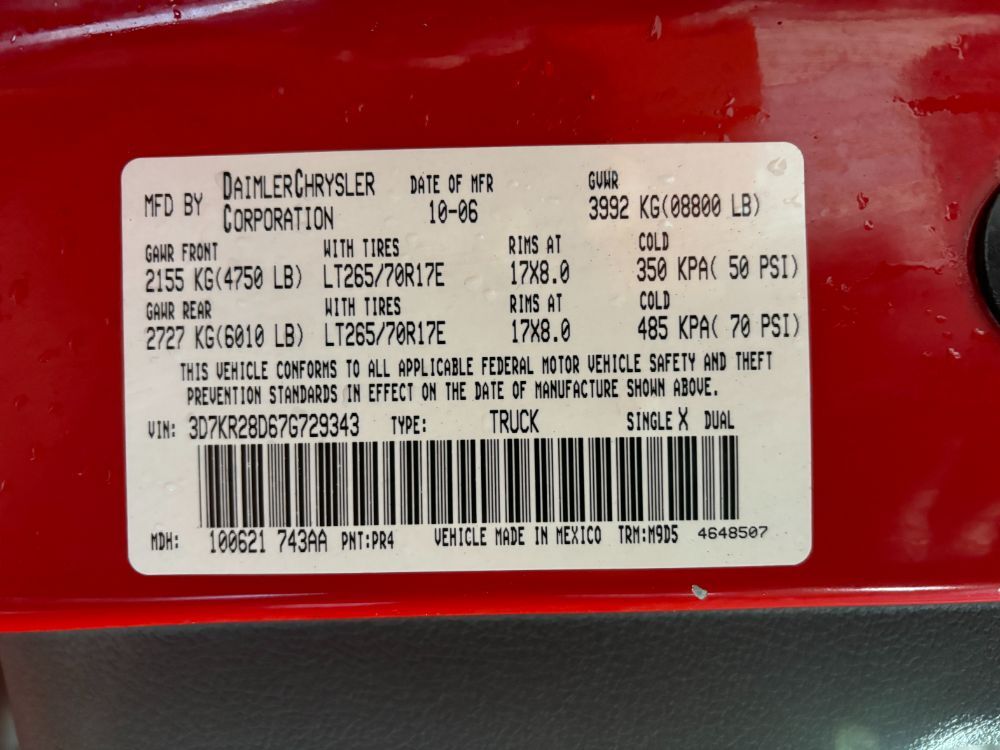 MFD BY DAIMLERCHRYSLER CORPORATION DATE OF MFR 10-06 GVWR 3992 KG(08800 LB)
GAWR FRONT WITH TIRES RIMS AT COLD
2155 KG(4750 LB) LT265/70R17E 17X8.0 350 KPA( 50 PSI)
GAWR REAR WITH TIRES RIMS AT COLD
2727 KG(6010 LB) LT265/70R17E 17X8.0 485 KPA( 70 PSI)
THIS VEHICLE CONFORMS TO ALL APPLICABLE FEDERAL MOTOR VEHICLE SAFETY AND THEFT
PREVENTION STANDARDS IN EFFECT ON THE DATE OF MANUFACTURE SHOWN ABOVE.
VIN: 3D7KR28D67G729343 TYPE: TRUCK SINGLE X DUAL
MDH: 100621 743AA PNT:PR4 VEHICLE MADE IN MEXICO TRM:M9D5 4648507